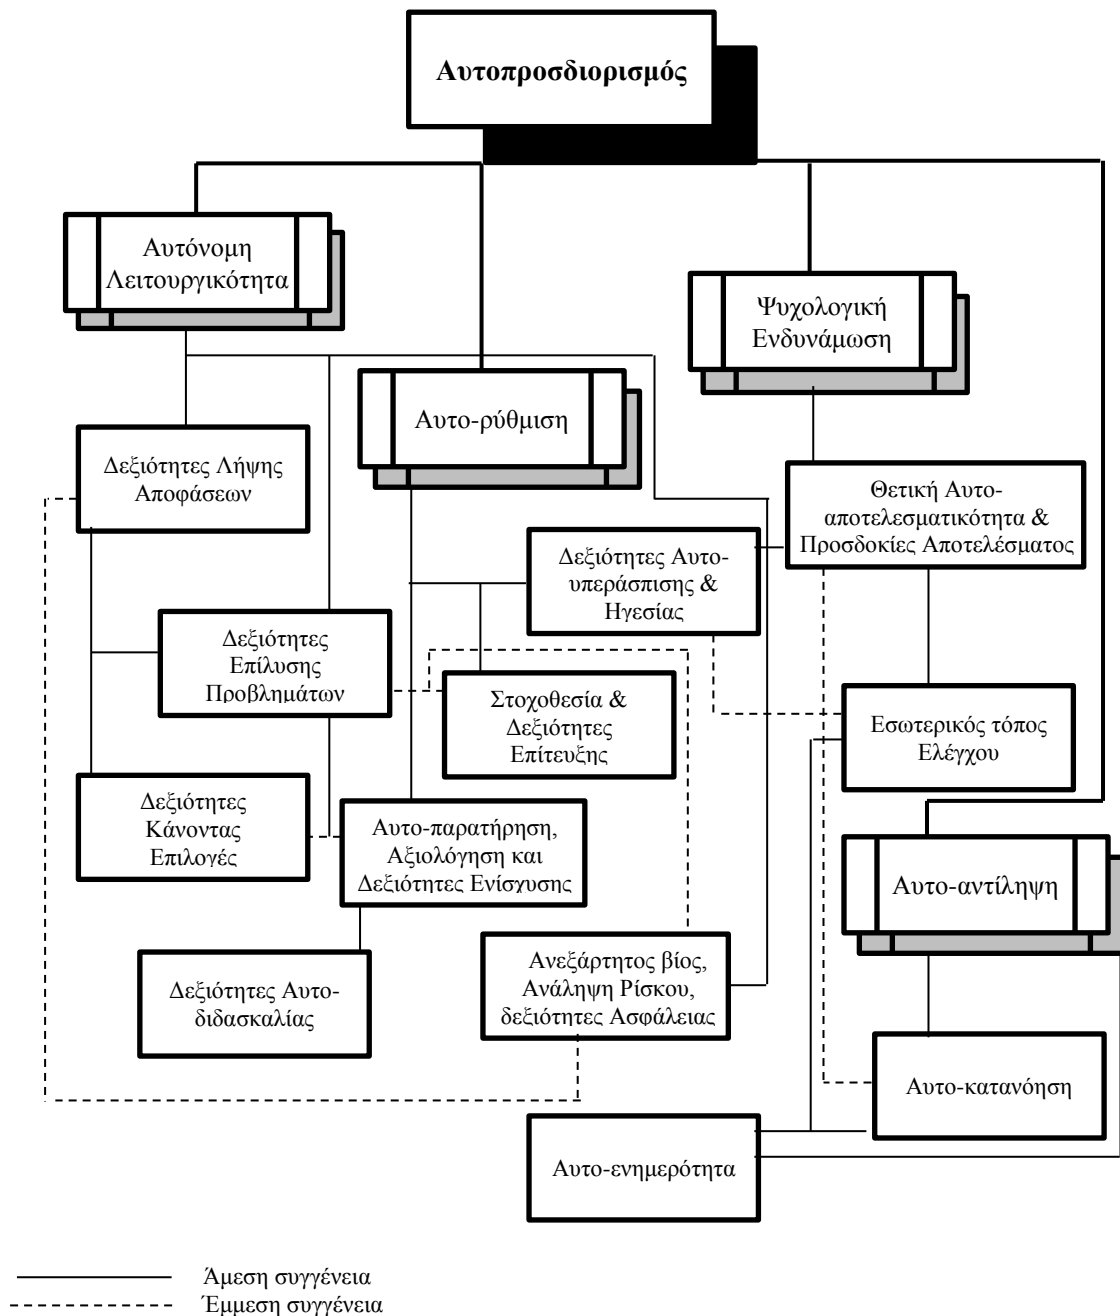 Αυτοπροσδιορισμός
Αυτόνομη
Λειτουργικότητα
Ψυχολογική
Ενδυνάμωση
Αυτο-ρύθμιση
Δεξιότητες Λήψης
Αποφάσεων
Θετική Αυτο-
αποτελεσματικότητα &
Προσδοκίες Αποτελέσματος
Δεξιότητες Αυτο-
υπεράσπισης &
Ηγεσίας
Δεξιότητες
Επίλυσης
Προβλημάτων
Στοχοθεσία &
Δεξιότητες
Επίτευξης
Εσωτερικός τόπος
Ελέγχου
Δεξιότητες
Κάνοντας
Επιλογές
Αυτο-παρατήρηση,
Αξιολόγηση και
Δεξιότητες Ενίσχυσης
Αυτο-αντίληψη
Δεξιότητες Αυτο-
διδασκαλίας
Ανεξάρτητος βίος,
Ανάληψη Ρίσκου,
δεξιότητες Ασφάλειας
Αυτο-κατανόηση
Αυτο-ενημερότητα
Άμεση συγγένεια
Έμμεση συγγένεια